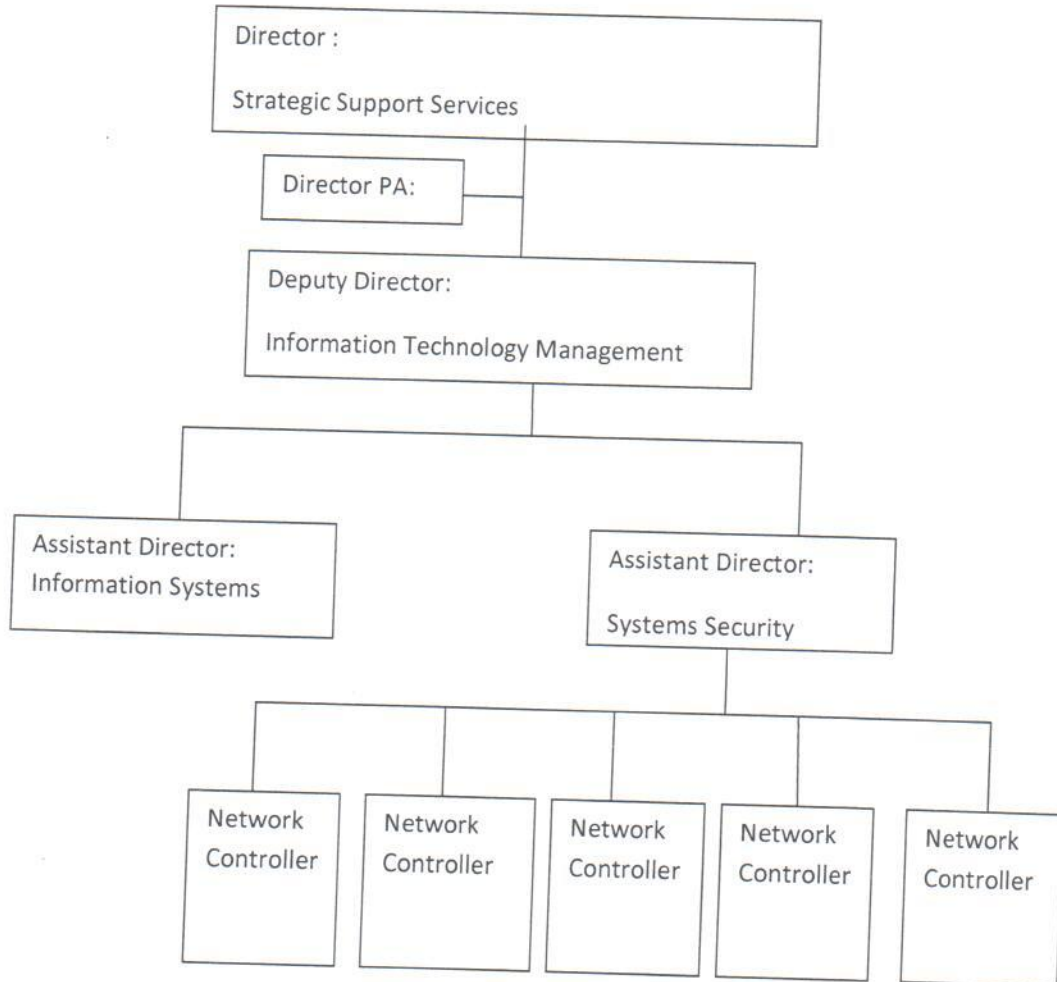 Director :
Strategic Support Services
Director PA:
Deputy Director:
Information Technology Management
Assistant Director:
Information Systems
Assistant Director:
Systems Security
Network
Controller
Network
Controller
Network
Controller
Network
Controller
Network
Controller